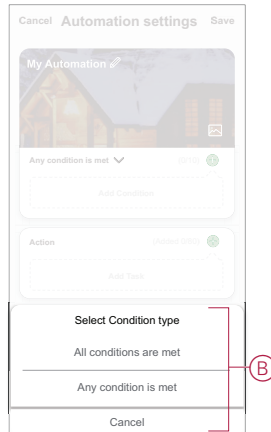 Cancel Automation settings Save
My Automation
Any condition is met
Add Condition
Action
Add Task
Select Condition type
All conditions are met
Any condition is met
Cancel
B